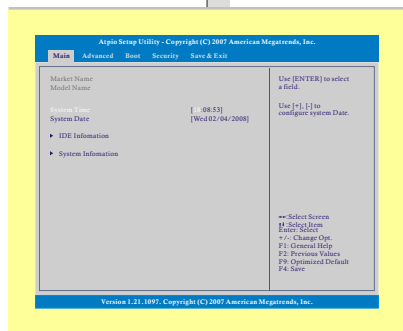 Atpio Setup Utility - Copyright (C) 2007 American Megatrends, Inc.
Main Advanced Boot Security Save & Exit
Market Name
Model Name
System Time [ :08:53]
System Date [Wed 02/04/2008]
IDE Infomation
System Infomation
Use [ENTER] to select
a field.
Use [+], [-] to
configure system Date.
↔:Select Screen
↑↓:Select Item
Enter: Select
+/-: Change Opt.
F1: General Help
F2: Previous Values
F9: Optimized Default
F4: Save
Version 1.21.1097. Copyright (C) 2007 American Megatrends, Inc.